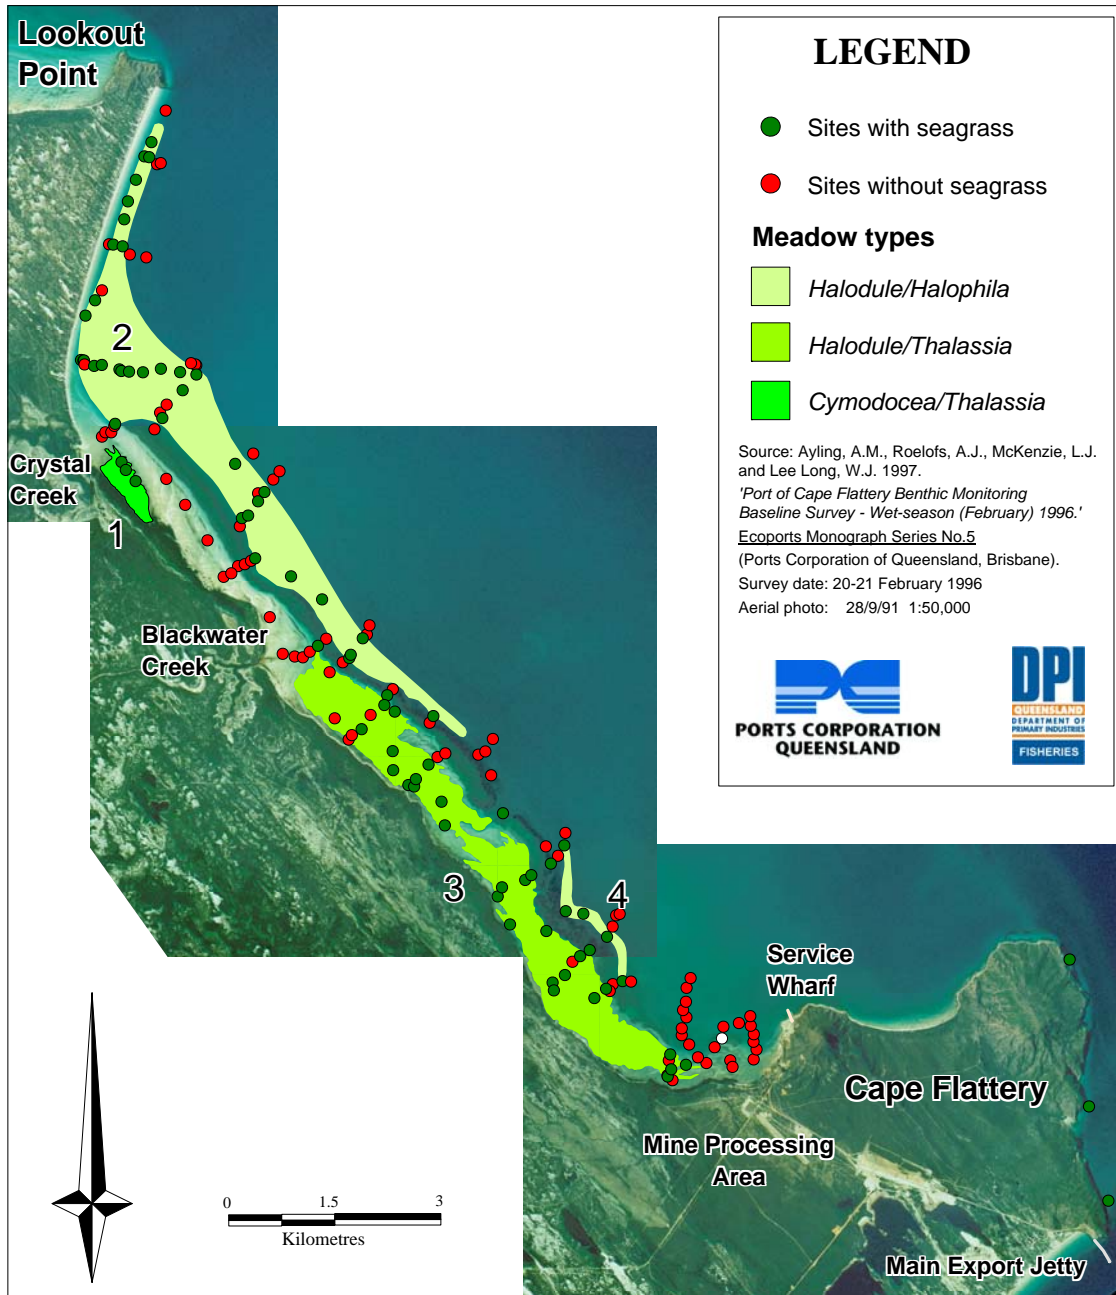 Lookout
Point
2
Crystal
Creek
1
Blackwater
Creek
3
4
Service
Wharf
Cape Flattery
Mine Processing
Area
Main Export Jetty
0 1.5 3
Kilometres
LEGEND
Sites with seagrass
Sites without seagrass
Meadow types
Halodule/Halophila
Halodule/Thalassia
Cymodocea/Thalassia
Source: Ayling, A.M., Roelofs, A.J., McKenzie, L.J.
and Lee Long, W.J. 1997.
'Port of Cape Flattery Benthic Monitoring
Baseline Survey - Wet-season (February) 1996.'
Ecoports Monograph Series No.5
(Ports Corporation of Queensland, Brisbane).
Survey date: 20-21 February 1996
Aerial photo: 28/9/91 1:50,000
PORTS CORPORATION
QUEENSLAND
DPI
QUEENSLAND
DEPARTMENT OF
PRIMARY INDUSTRIES
FISHERIES